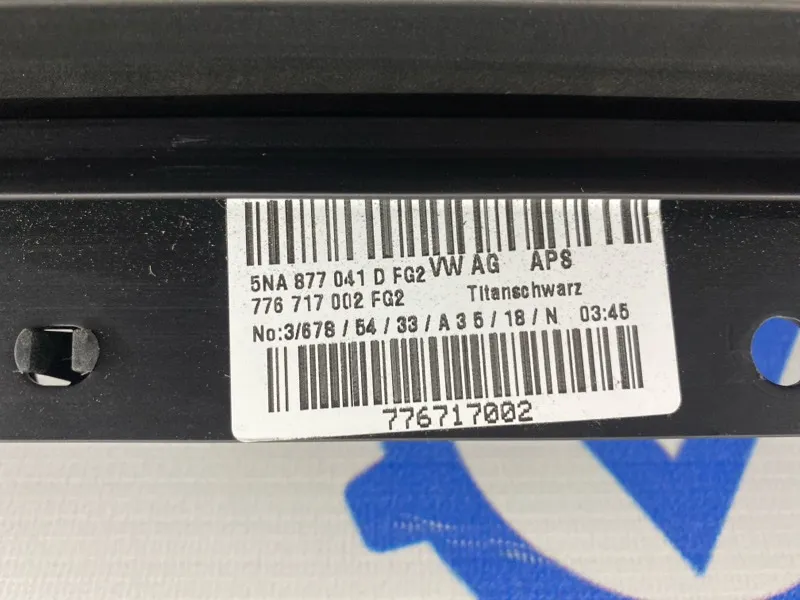 5NA 877 041 D FG2 VW AG APS
776 717 002 FG2 Titanschwarz
No:3/678 / 54 / 33 / A 3 5 / 18 / N 03:45
776717002